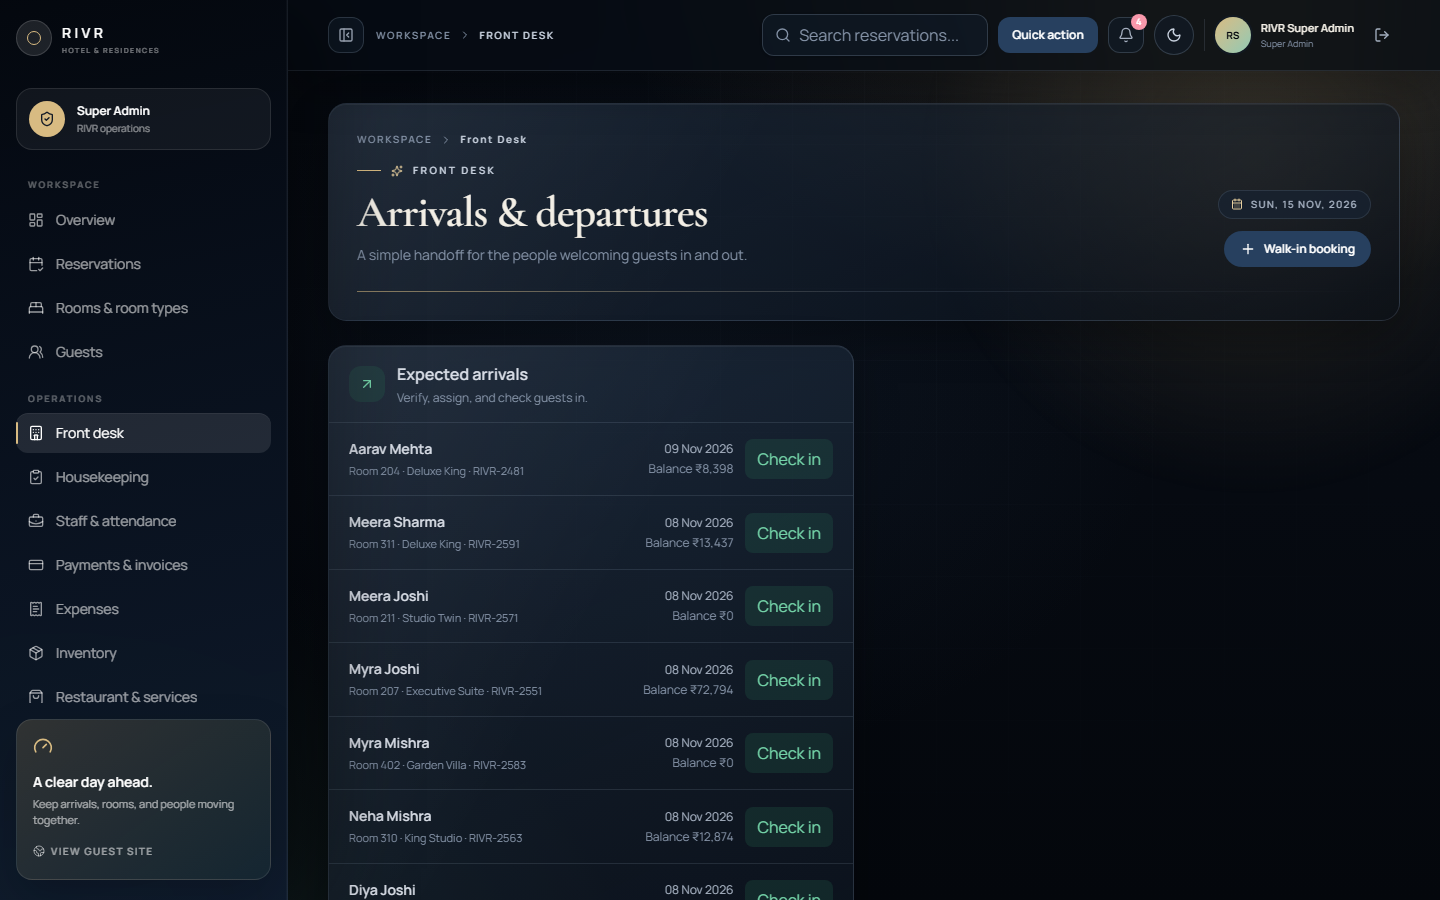 RIVR
HOTEL & RESIDENCES
Super Admin
RIVR operations
WORKSPACE
Overview
Reservations
Rooms & room types
Guests
OPERATIONS
Front desk
Housekeeping
Staff & attendance
Payments & invoices
Expenses
Inventory
Restaurant & services
A clear day ahead.
Keep arrivals, rooms, and people moving
together.
VIEW GUEST SITE
WORKSPACE > FRONT DESK
Search reservations...
Quick action
4
RS
RIVR Super Admin
Super Admin
WORKSPACE > Front Desk
FRONT DESK
Arrivals & departures
A simple handoff for the people welcoming guests in and out.
SUN, 15 NOV, 2026
Walk-in booking
Expected arrivals
Verify, assign, and check guests in.
Aarav Mehta
Room 204 · Deluxe King · RIVR-2481
09 Nov 2026
Balance ₹8,398
Check in
Meera Sharma
Room 311 · Deluxe King · RIVR-2591
08 Nov 2026
Balance ₹13,437
Check in
Meera Joshi
Room 211 · Studio Twin · RIVR-2571
08 Nov 2026
Balance ₹0
Check in
Myra Joshi
Room 207 · Executive Suite · RIVR-2551
08 Nov 2026
Balance ₹72,794
Check in
Myra Mishra
Room 402 · Garden Villa · RIVR-2583
08 Nov 2026
Balance ₹0
Check in
Neha Mishra
Room 310 · King Studio · RIVR-2563
08 Nov 2026
Balance ₹12,874
Check in
Diya Joshi
08 Nov 2026
Check in